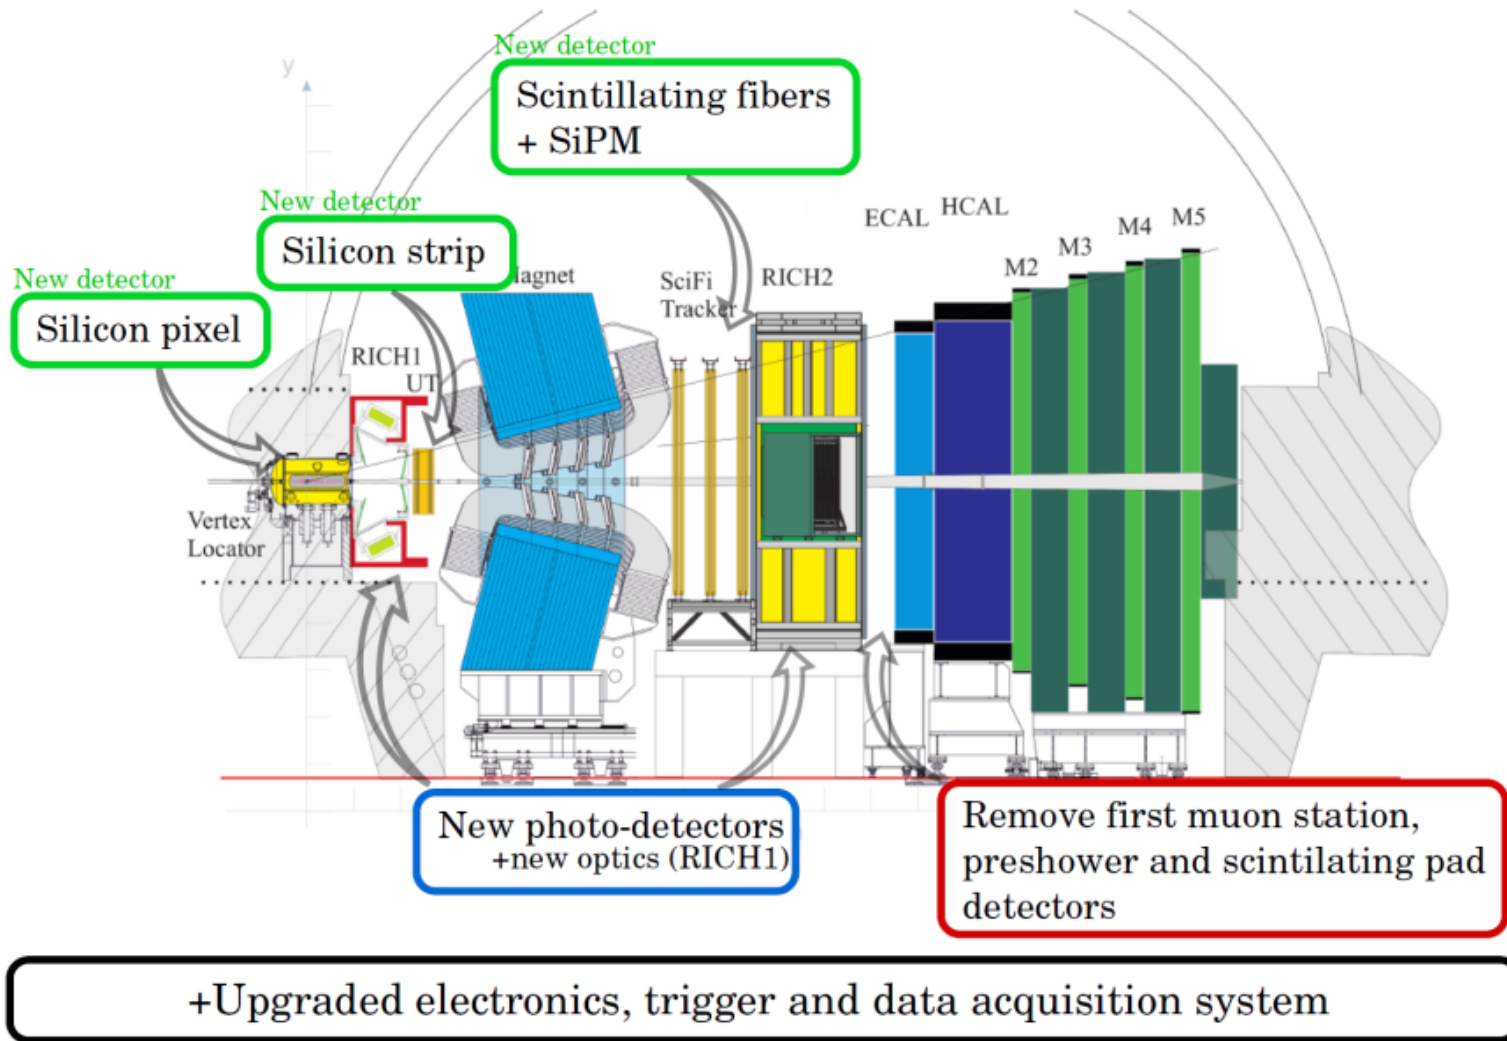 y
New detector
Scintillating fibers
+ SiPM
New detector
Silicon strip
New detector
Silicon pixel
Magnet
SciFi
Tracker
RICH2
ECAL
HCAL
M2
M3
M4
M5
RICH1
UT
Vertex
Locator
New photo-detectors
+new optics (RICH1)
Remove first muon station,
preshower and scintilating pad
detectors
+Upgraded electronics, trigger and data acquisition system